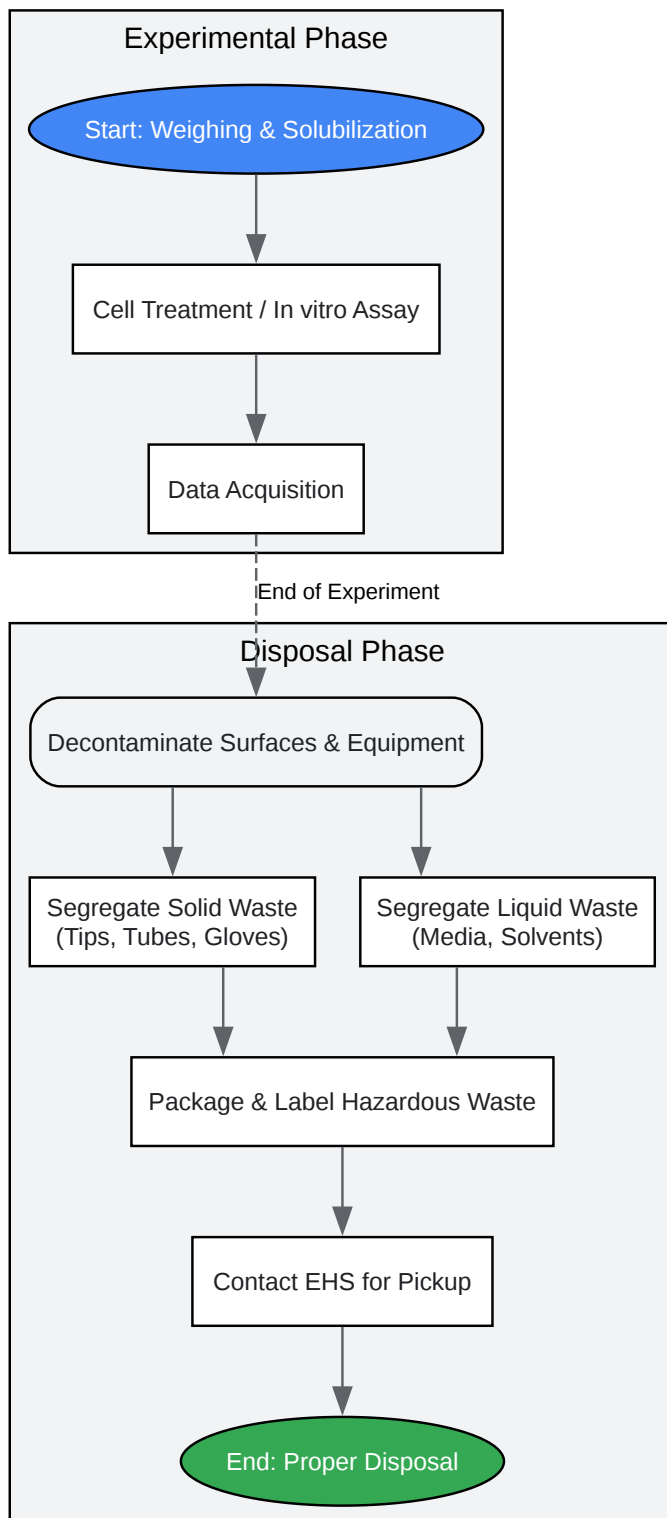 Experimental Phase
Start: Weighing & Solubilization
Cell Treatment / In vitro Assay
Data Acquisition
End of Experiment
Disposal Phase
Decontaminate Surfaces & Equipment
Segregate Solid Waste
(Tips, Tubes, Gloves)
Segregate Liquid Waste
(Media, Solvents)
Package & Label Hazardous Waste
Contact EHS for Pickup
End: Proper Disposal